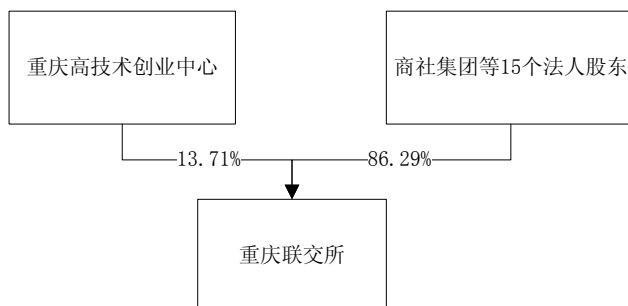 重庆高技术创业中心
商社集团等15个法人股东
13.71%
86.29%
重庆联交所